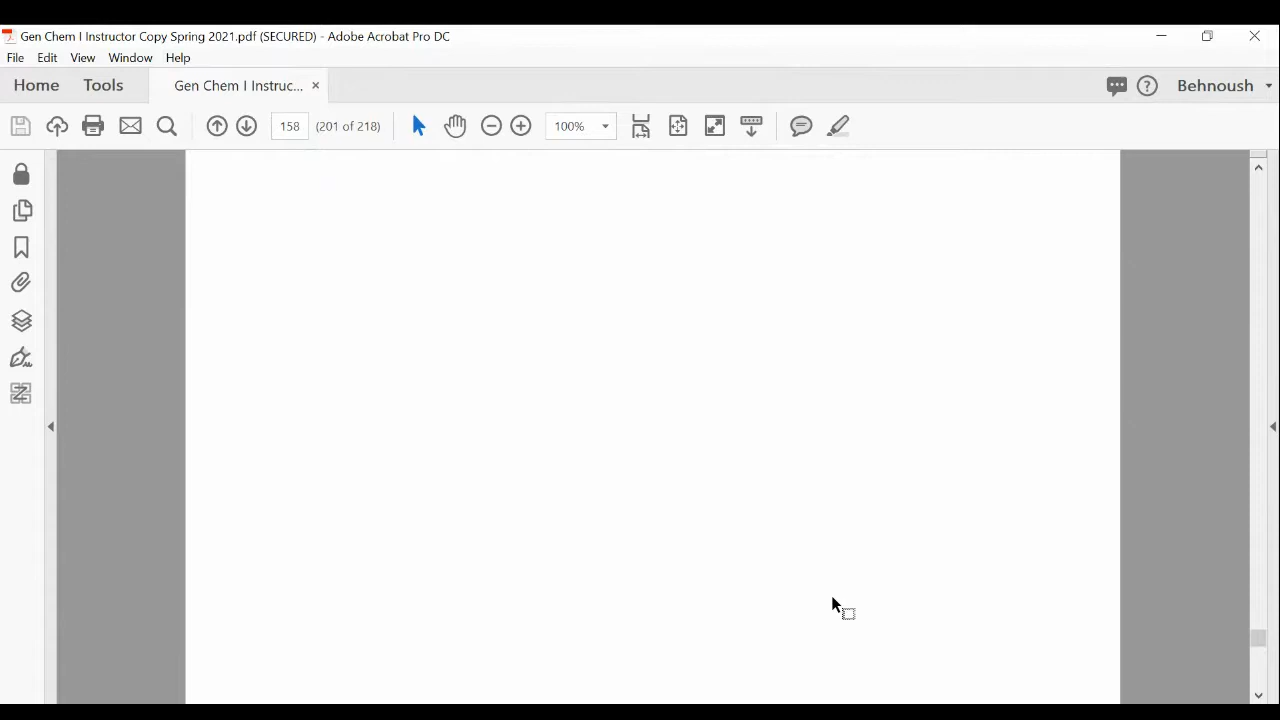 Gen Chem I Instructor Copy Spring 2021.pdf (SECURED) - Adobe Acrobat Pro DC
File Edit View Window Help
Home Tools Gen Chem I Instruc... × Behnoush
158 (201 of 218) 100%